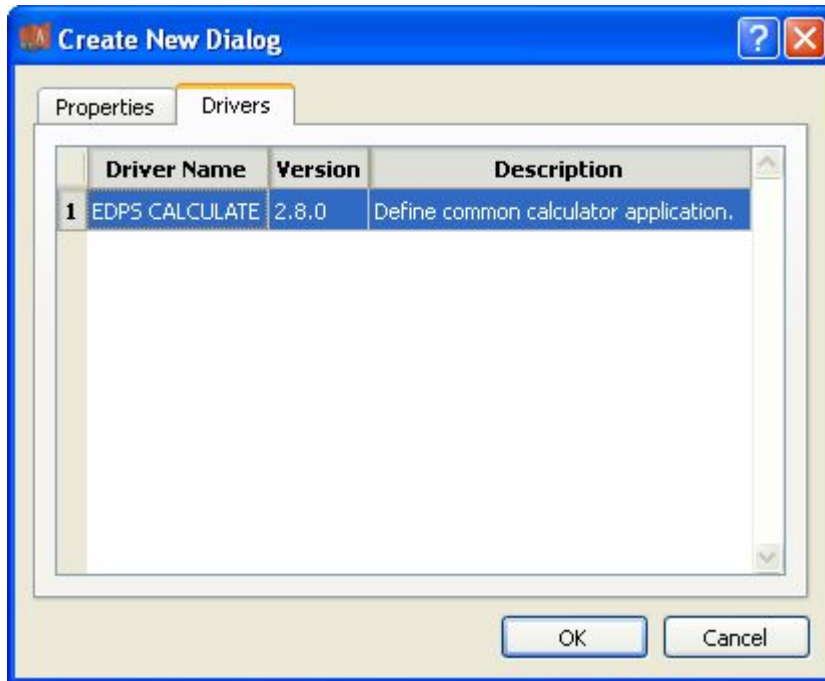 Create New Dialog
Properties Drivers
Driver Name Version Description
1 EDPS CALCULATE 2.8.0 Define common calculator application.
OK Cancel